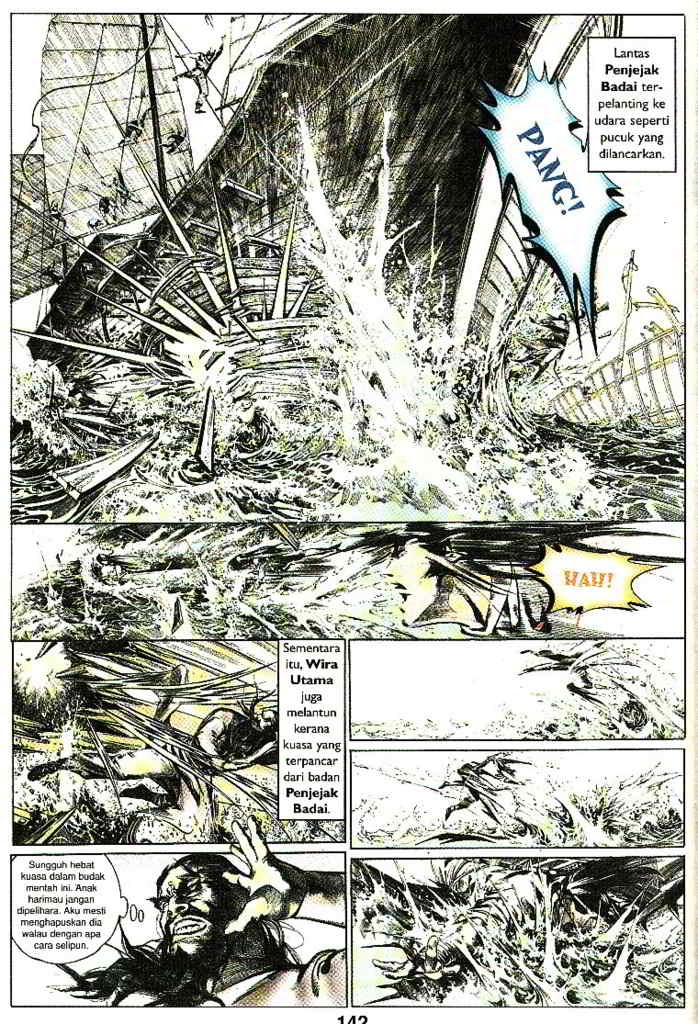 Lantas
Penjejak
Badai ter-
pelanting ke
udara seperti
pucuk yang
dilancarkan.
PANG!
HAH!
Sementara
itu, Wira
Utama
juga
melantun
kerana
kuasa yang
terpancar
dari badan
Penjejak
Badai.
Sungguh hebat
kuasa dalam budak
mentah ini. Anak
harimau jangan
dipelihara. Aku mesti
menghapuskan dia
walau dengan apa
cara selipun.
142